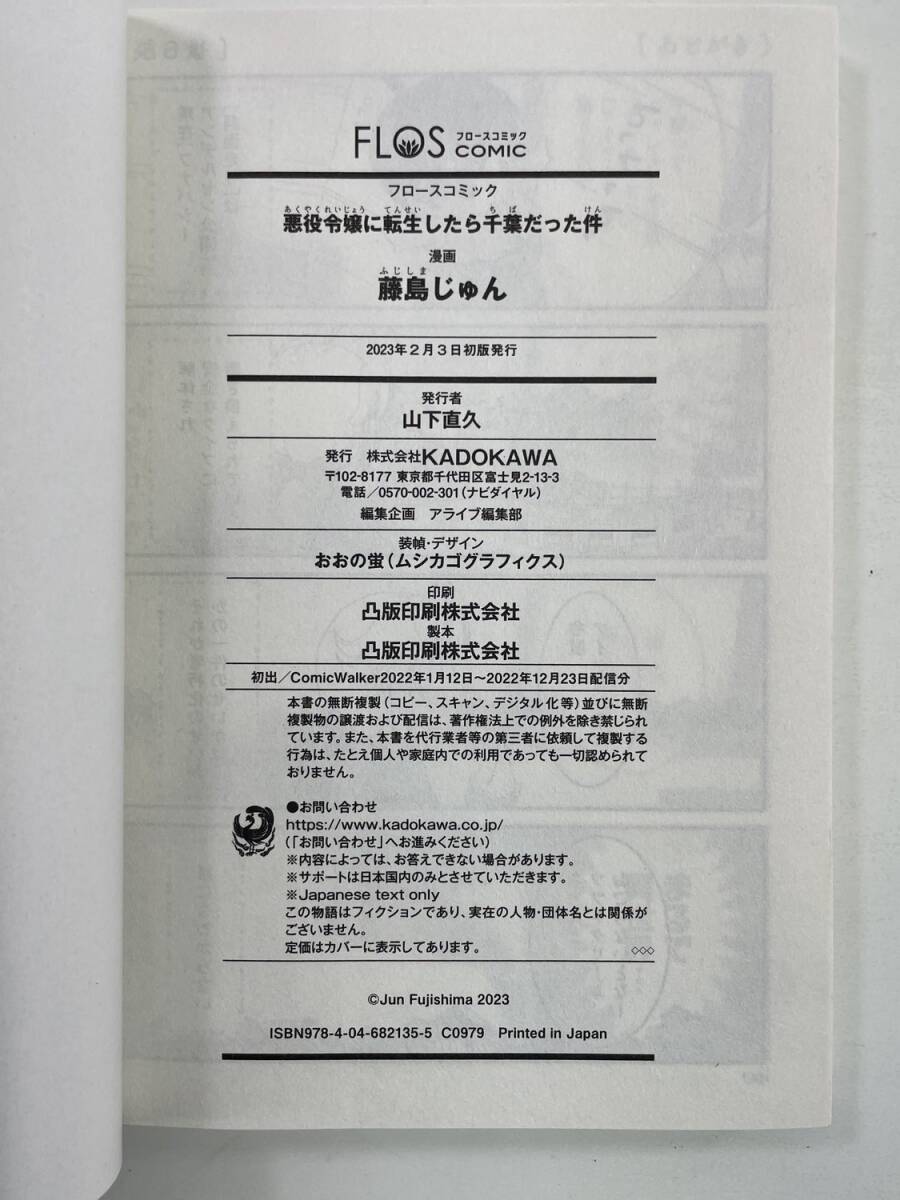 FLOS フロースコミック COMIC
フロースコミック
あくやくれいじょう てんせい ちば けん
悪役令嬢に転生したら千葉だった件
漫画
ふじしま
藤島じゅん
2023年2月3日初版発行
発行者
山下直久
発行 株式会社KADOKAWA
〒102-8177 東京都千代田区富士見2-13-3
電話/0570-002-301(ナビダイヤル)
編集企画 アライブ編集部
装幀・デザイン
おおの蛍(ムシカゴグラフィクス)
印刷
凸版印刷株式会社
製本
凸版印刷株式会社
初出/ComicWalker2022年1月12日〜2022年12月23日配信分
本書の無断複製(コピー、スキャン、デジタル化等)並びに無断
複製物の譲渡および配信は、著作権法上での例外を除き禁じられ
ています。また、本書を代行業者等の第三者に依頼して複製する
行為は、たとえ個人や家庭内での利用であっても一切認められて
おりません。
●お問い合わせ
https://www.kadokawa.co.jp/
(「お問い合わせ」へお進みください)
※内容によっては、お答えできない場合があります。
※サポートは日本国内のみとさせていただきます。
※Japanese text only
この物語はフィクションであり、実在の人物・団体名とは関係が
ございません。
定価はカバーに表示してあります。 ◇◇◇
©Jun Fujishima 2023
ISBN978-4-04-682135-5 C0979 Printed in Japan